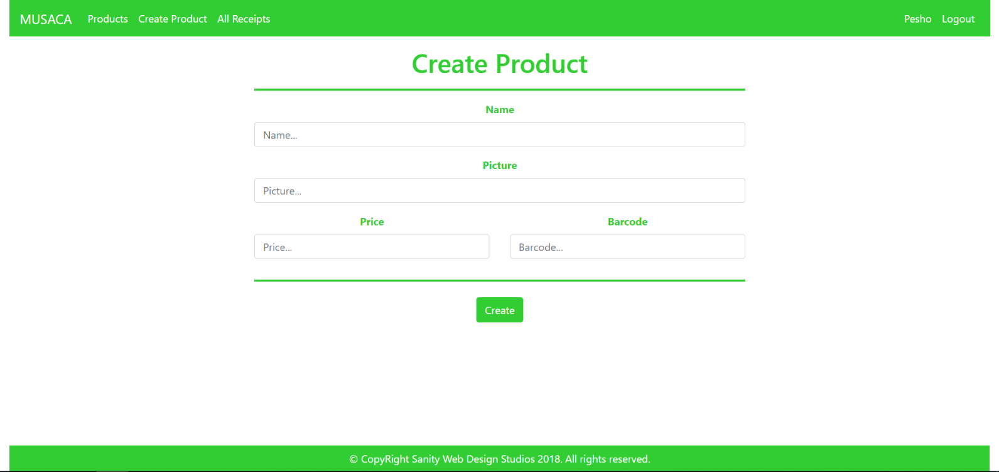 MUSACA Products Create Product All Receipts Pesho Logout
Create Product
Name
Name...
Picture
Picture...
Price Barcode
Price... Barcode...
Create
© CopyRight Sanity Web Design Studios 2018. All rights reserved.